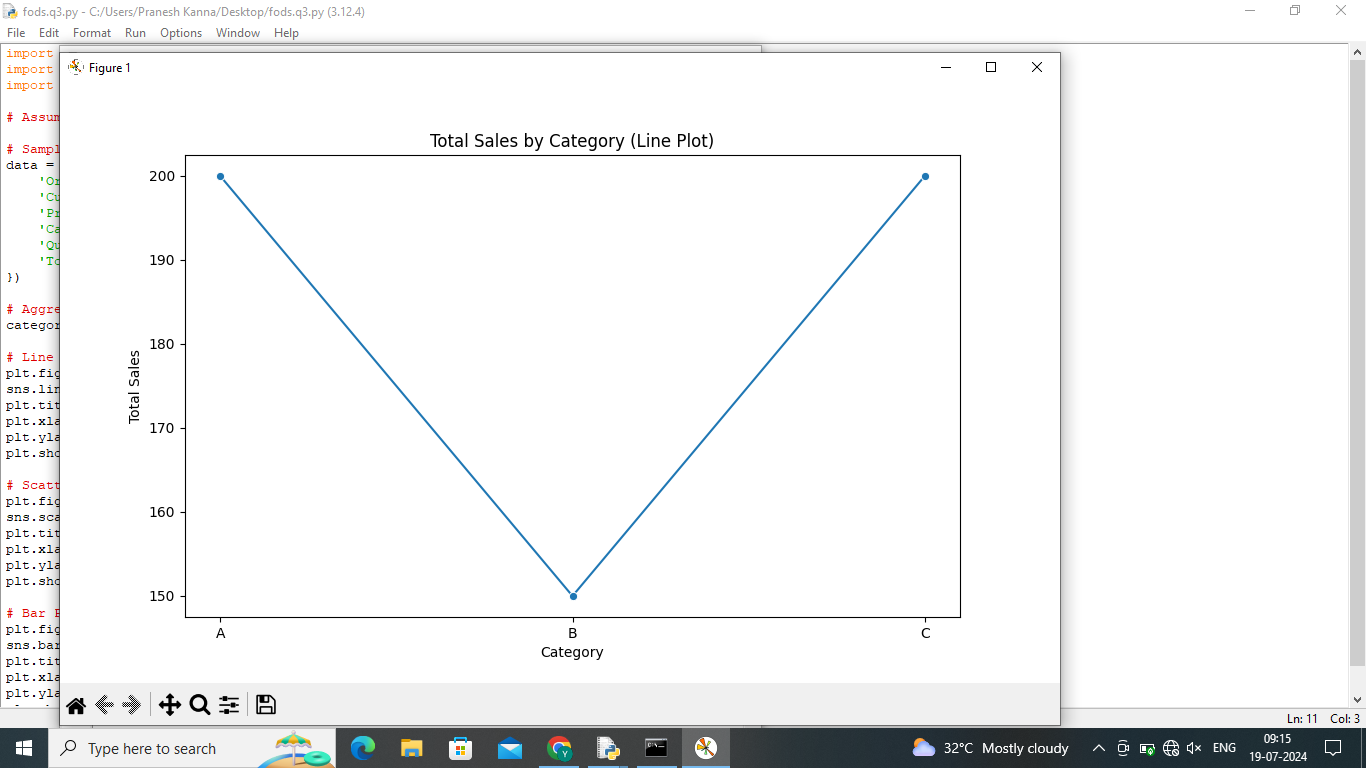 fods.q3.py - C:/Users/Pranesh Kanna/Desktop/fods.q3.py (3.12.4)
File Edit Format Run Options Window Help
import
import
import
# Assum
# Sampl
data =
'Or
'Cu
'Pr
'Ca
'Qu
'To
})
# Aggre
categor
# Line
plt.fig
sns.lin
plt.tit
plt.xla
plt.yla
plt.sho
# Scatt
plt.fig
sns.sca
plt.tit
plt.xla
plt.yla
plt.sho
# Bar P
plt.fig
sns.bar
plt.tit
plt.xla
plt.yla
Figure 1
Total Sales by Category (Line Plot)
Total Sales
200
190
180
170
160
150
A B C
Category
Ln: 11 Col: 3
Type here to search
32°C Mostly cloudy
ENG
09:15
19-07-2024